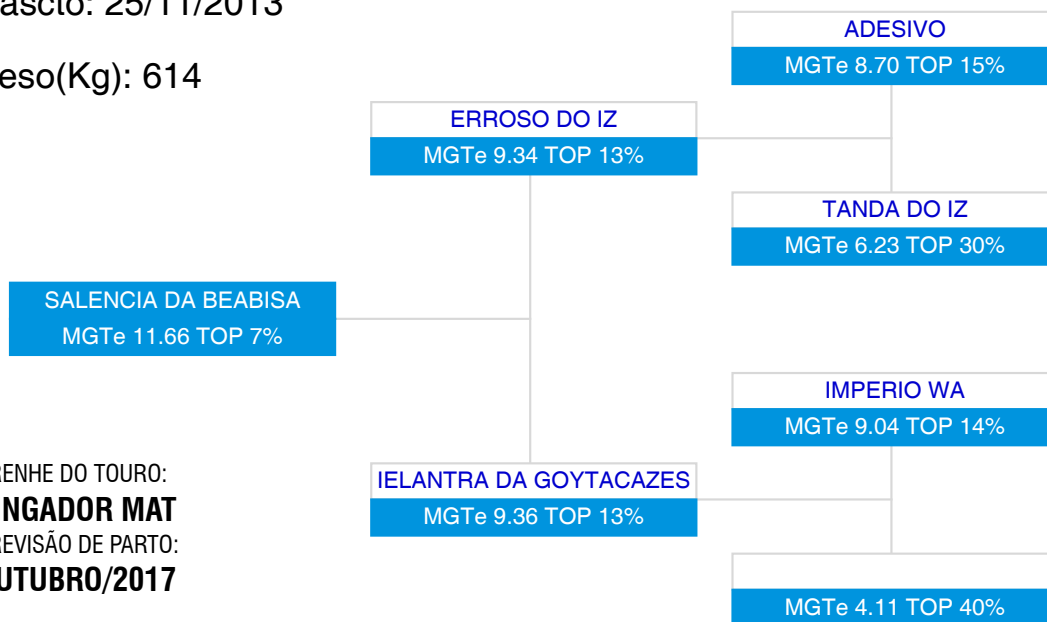 ascto: 25/11/2013
eso(Kg): 614
ADESIVO
MGTe 8.70 TOP 15%
ERROSO DO IZ
MGTe 9.34 TOP 13%
TANDA DO IZ
MGTe 6.23 TOP 30%
SALENCIA DA BEABISA
MGTe 11.66 TOP 7%
IMPERIO WA
MGTe 9.04 TOP 14%
IELANTRA DA GOYTACAZES
MGTe 9.36 TOP 13%
MGTe 4.11 TOP 40%
RENHE DO TOURO:
NGADOR MAT
REVISÃO DE PARTO:
UTUBRO/2017